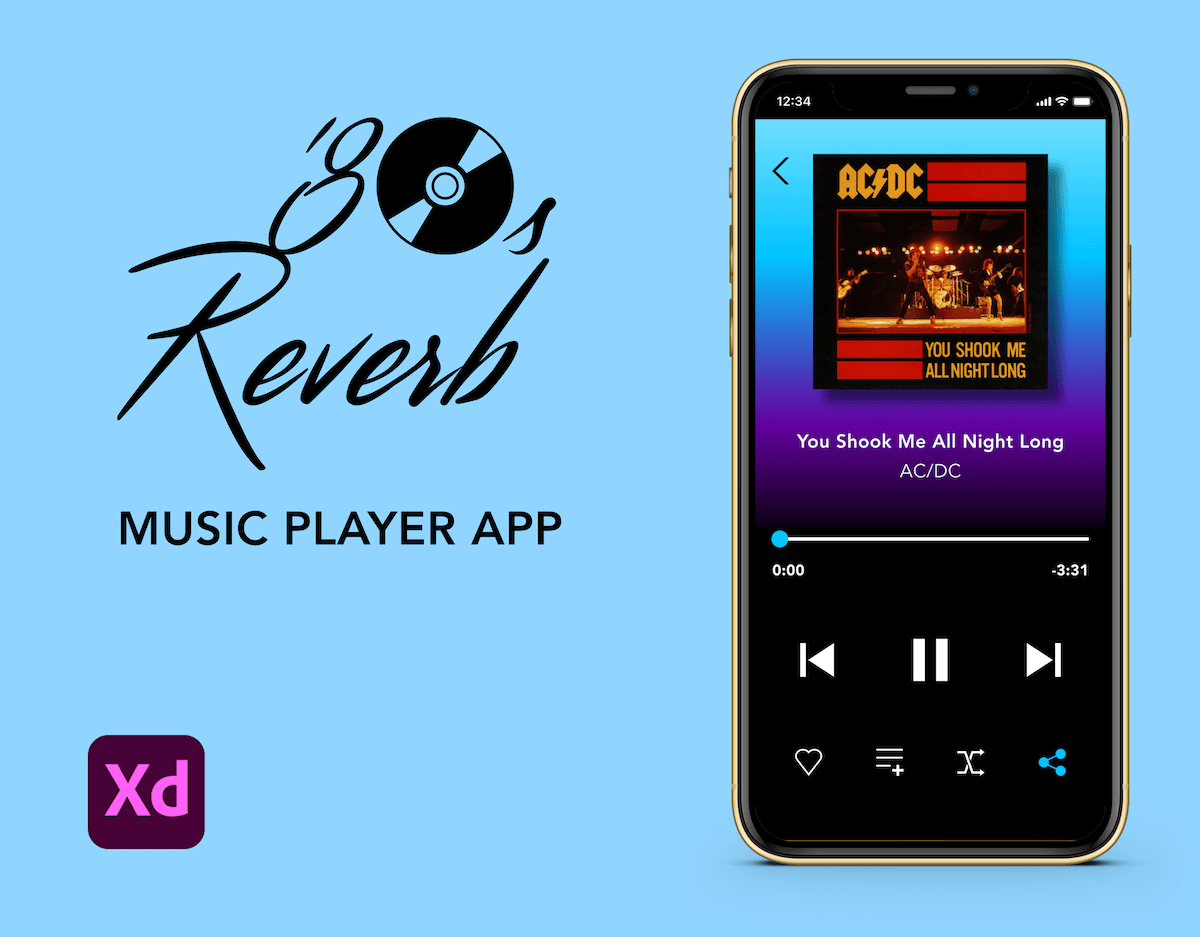 '80s
Reverb
MUSIC PLAYER APP
Xd
12:34
AC/DC
YOU SHOOK ME
ALL NIGHT LONG
You Shook Me All Night Long
AC/DC
0:00 -3:31